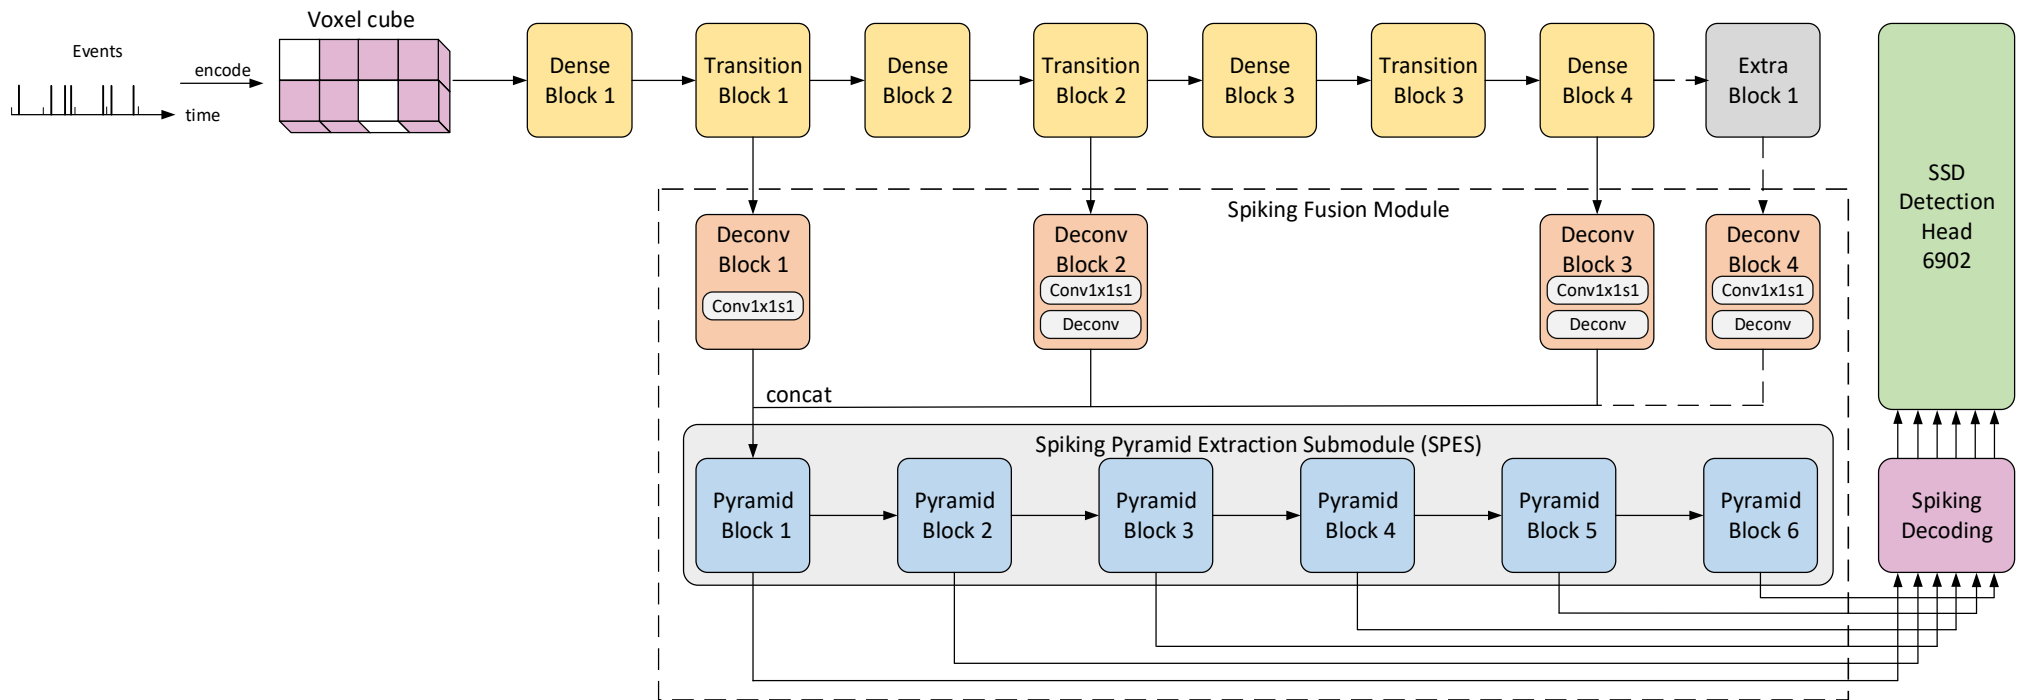 Events
time
encode
Voxel cube
Dense
Block 1
Transition
Block 1
Dense
Block 2
Transition
Block 2
Dense
Block 3
Transition
Block 3
Dense
Block 4
Extra
Block 1
SSD
Detection
Head
6902
Spiking Fusion Module
Deconv
Block 1
Conv1x1s1
Deconv
Block 2
Conv1x1s1
Deconv
Deconv
Block 3
Conv1x1s1
Deconv
Deconv
Block 4
Conv1x1s1
Deconv
concat
Spiking Pyramid Extraction Submodule (SPES)
Pyramid
Block 1
Pyramid
Block 2
Pyramid
Block 3
Pyramid
Block 4
Pyramid
Block 5
Pyramid
Block 6
Spiking
Decoding